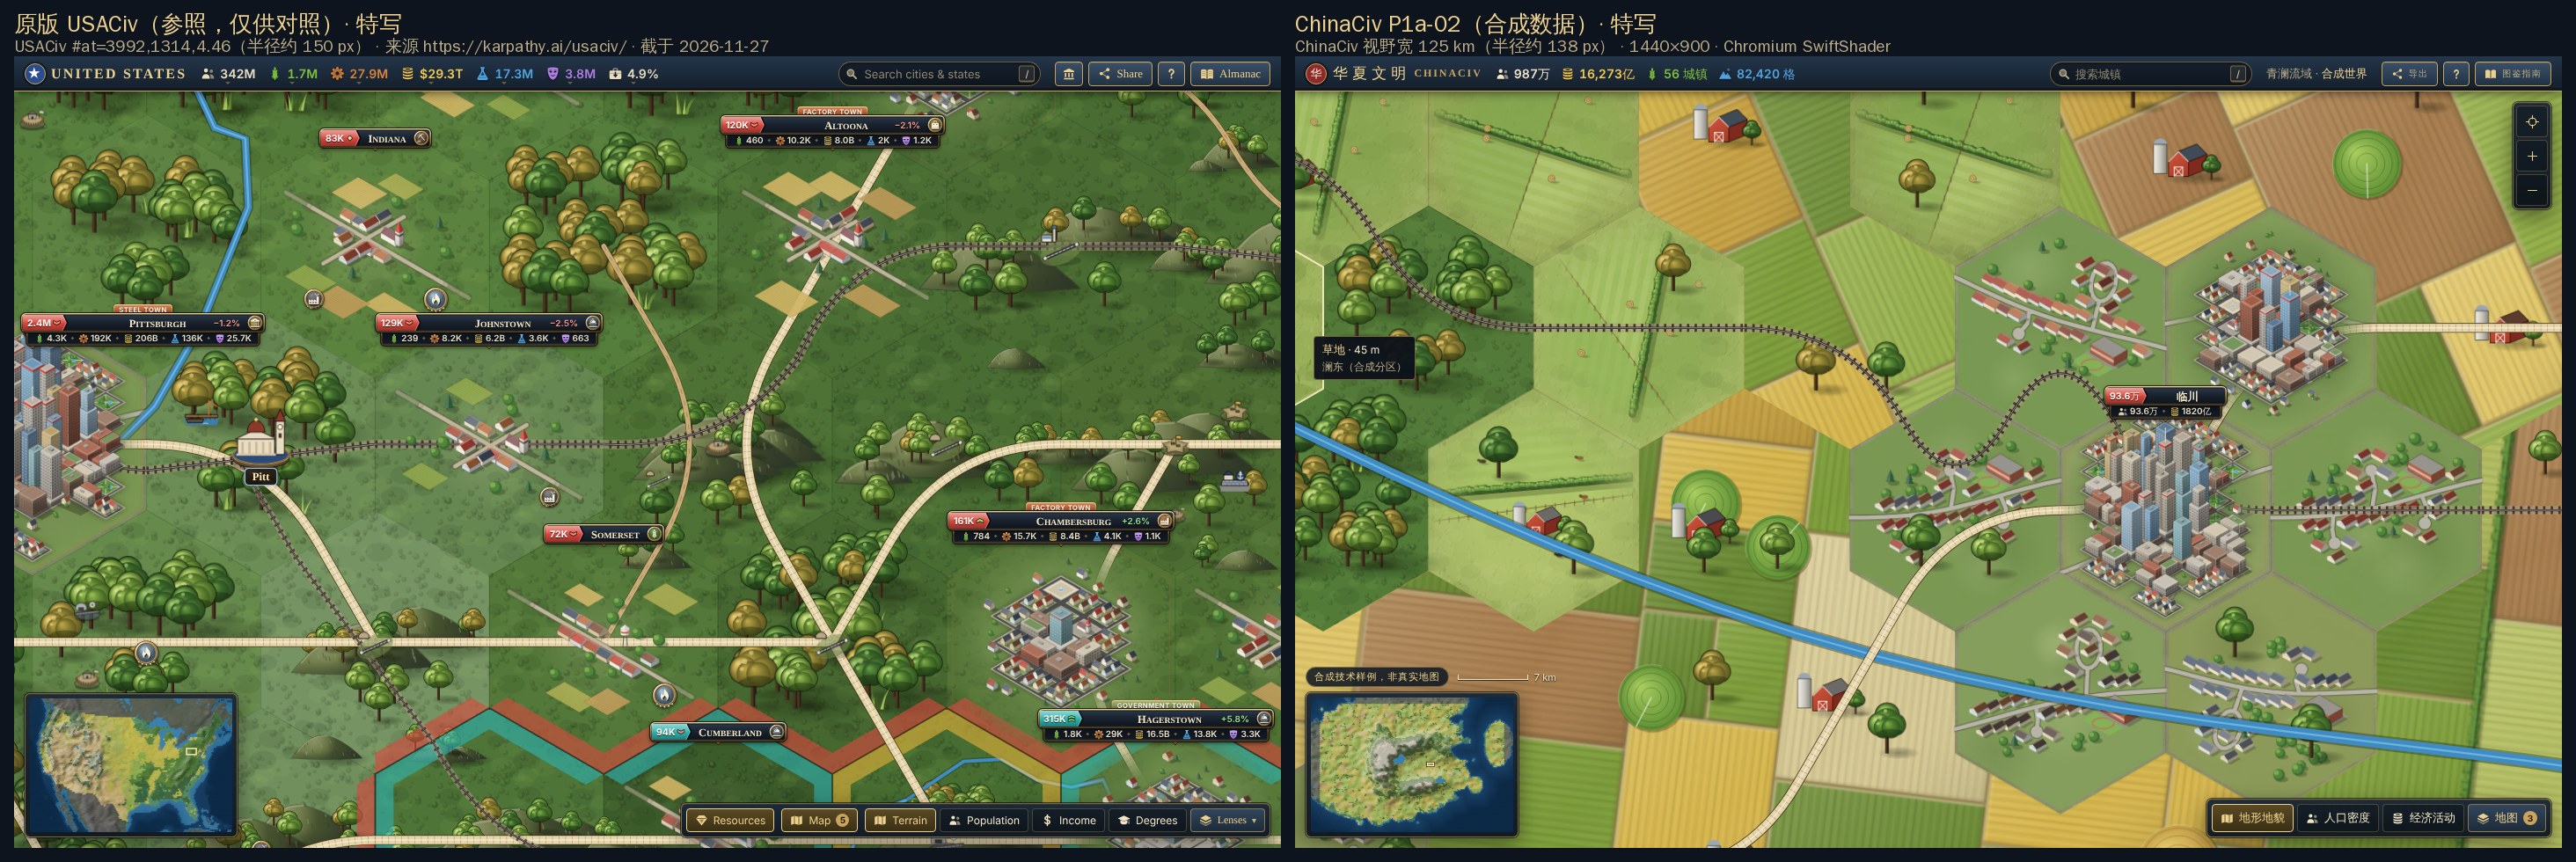 原版 USACiv（参照，仅供对照）· 特写
USACiv #at=3992,1314,4.46（半径约 150 px） · 来源 https://karpathy.ai/usaciv/ · 截于 2026-11-27
UNITED STATES 342M 1.7M 27.9M $29.3T 17.3M 3.8M 4.9%
Search cities & states /
Share ? Almanac
83K INDIANA
FACTORY TOWN
120K ALTOONA −2.1%
460 · 10.2K · 8.0B · 2K · 1.2K
STEEL TOWN
2.4M PITTSBURGH −1.2%
4.3K · 192K · 206B · 136K · 25.7K
129K JOHNSTOWN −2.5%
239 · 8.2K · 6.2B · 3.6K · 663
Pitt
72K SOMERSET
FACTORY TOWN
161K CHAMBERSBURG +2.6%
784 · 15.7K · 8.4B · 4.1K · 1.1K
GOVERNMENT TOWN
315K HAGERSTOWN +5.8%
1.8K · 29K · 16.5B · 13.8K · 3.3K
94K CUMBERLAND
Resources Map 5 Terrain Population $ Income Degrees Lenses ▾
ChinaCiv P1a-02（合成数据）· 特写
ChinaCiv 视野宽 125 km（半径约 138 px） · 1440×900 · Chromium SwiftShader
华 华夏文明 CHINACIV 987万 16,273亿 56 城镇 82,420 格
搜索城镇 /
青澜流域 · 合成世界
导出 ? 图鉴指南
+
−
草地 · 45 m
澜东（合成分区）
93.6万 临川
93.6万 · 1820亿
合成技术样例，非真实地图 7 km
地形地貌 人口密度 经济活动 地图 3